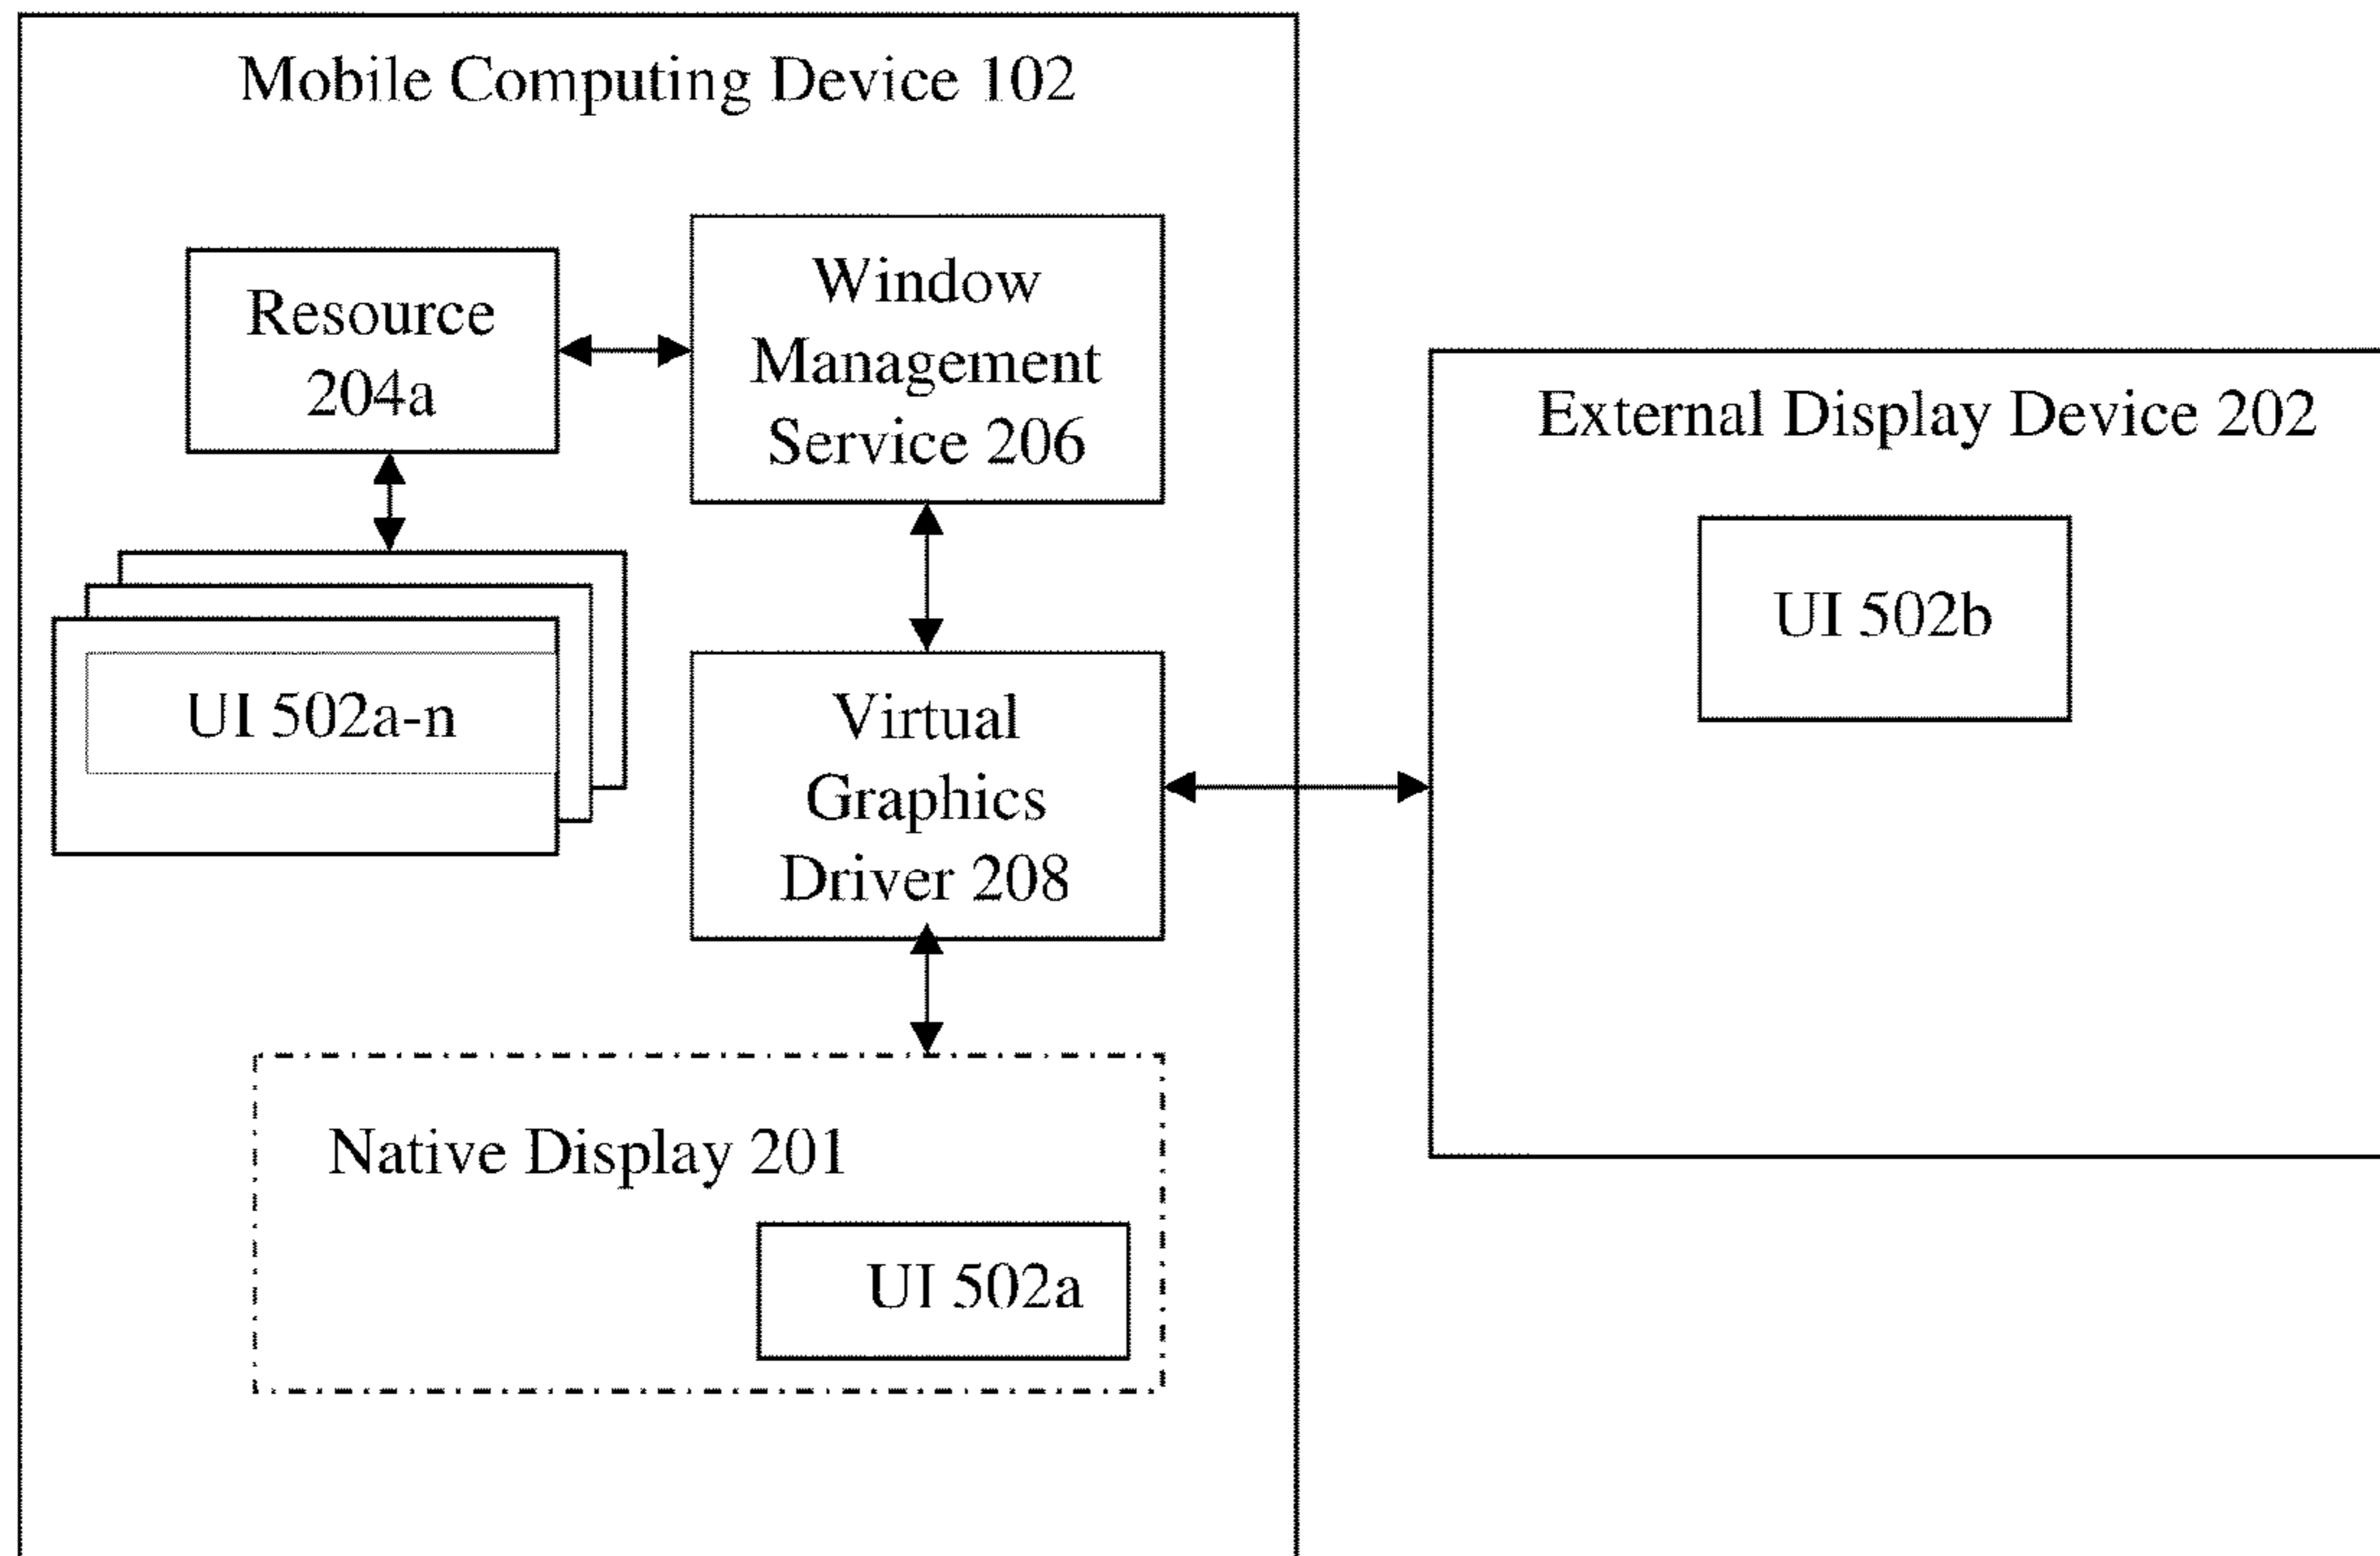 Mobile Computing Device 102
Resource
204a
Window
Management
Service 206
UI 502a-n
Virtual
Graphics
Driver 208
Native Display 201
UI 502a
External Display Device 202
UI 502b